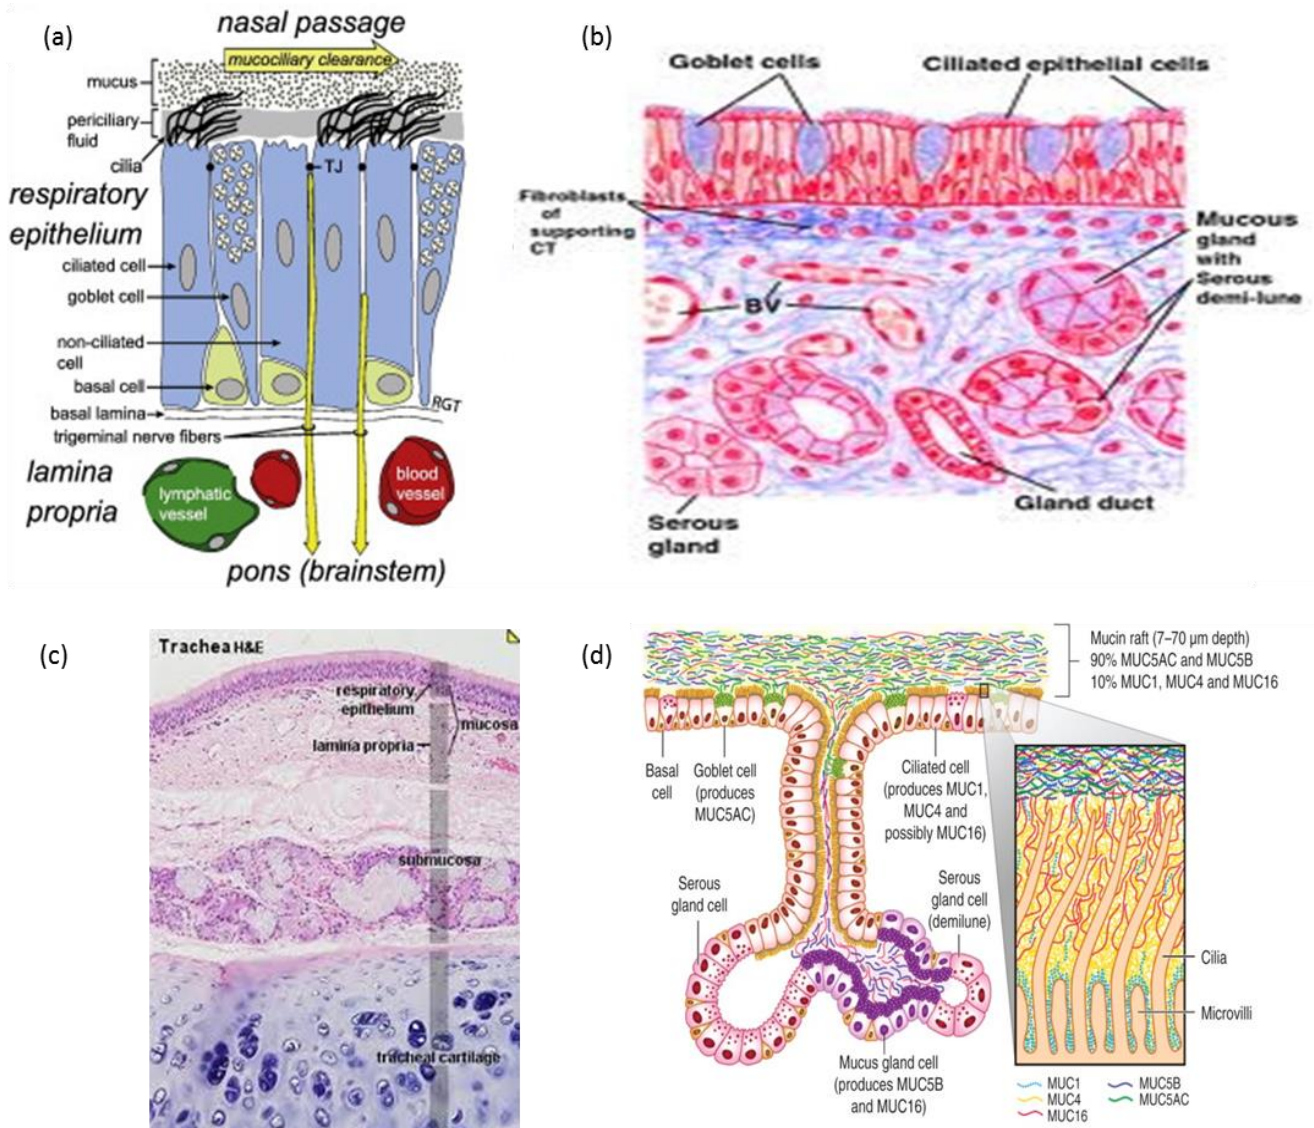 (a)
nasal passage
mucociliary clearance
mucus
periciliary
fluid
cilia
TJ
respiratory
epithelium
ciliated cell
goblet cell
non-ciliated
cell
basal cell
basal lamina
RGT
trigeminal nerve fibers
lamina
propria
lymphatic
vessel
blood
vessel
pons (brainstem)
(b)
Goblet cells
Ciliated epithelial cells
Fibroblasts
of
supporting
CT
BV
Mucous
gland
with
Serous
demi-lune
Gland duct
Serous
gland
(c)
Trachea H&E
respiratory
epithelium
mucosa
lamina propria
submucosa
tracheal cartilage
(d)
Mucin raft (7–70 μm depth)
90% MUC5AC and MUC5B
10% MUC1, MUC4 and MUC16
Basal
cell
Goblet cell
(produces
MUC5AC)
Ciliated cell
(produces MUC1,
MUC4 and
possibly MUC16)
Serous
gland cell
Serous
gland cell
(demilune)
Mucus gland cell
(produces MUC5B
and MUC16)
Cilia
Microvilli
MUC1
MUC4
MUC16
MUC5B
MUC5AC